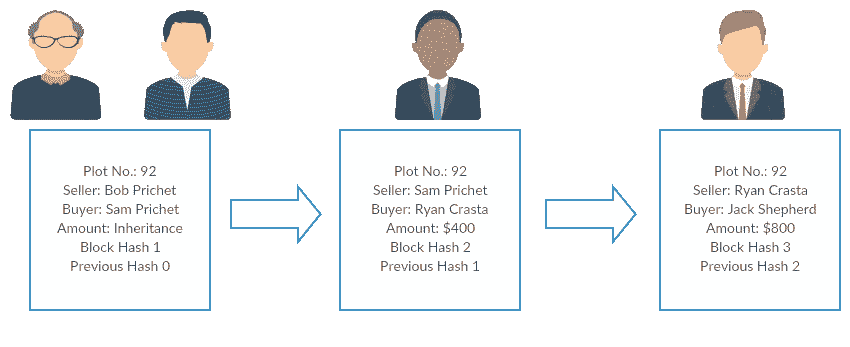 Plot No.: 92
Seller: Bob Prichet
Buyer: Sam Prichet
Amount: Inheritance
Block Hash 1
Previous Hash 0
Plot No.: 92
Seller: Sam Prichet
Buyer: Ryan Crasta
Amount: $400
Block Hash 2
Previous Hash 1
Plot No.: 92
Seller: Ryan Crasta
Buyer: Jack Shepherd
Amount: $800
Block Hash 3
Previous Hash 2